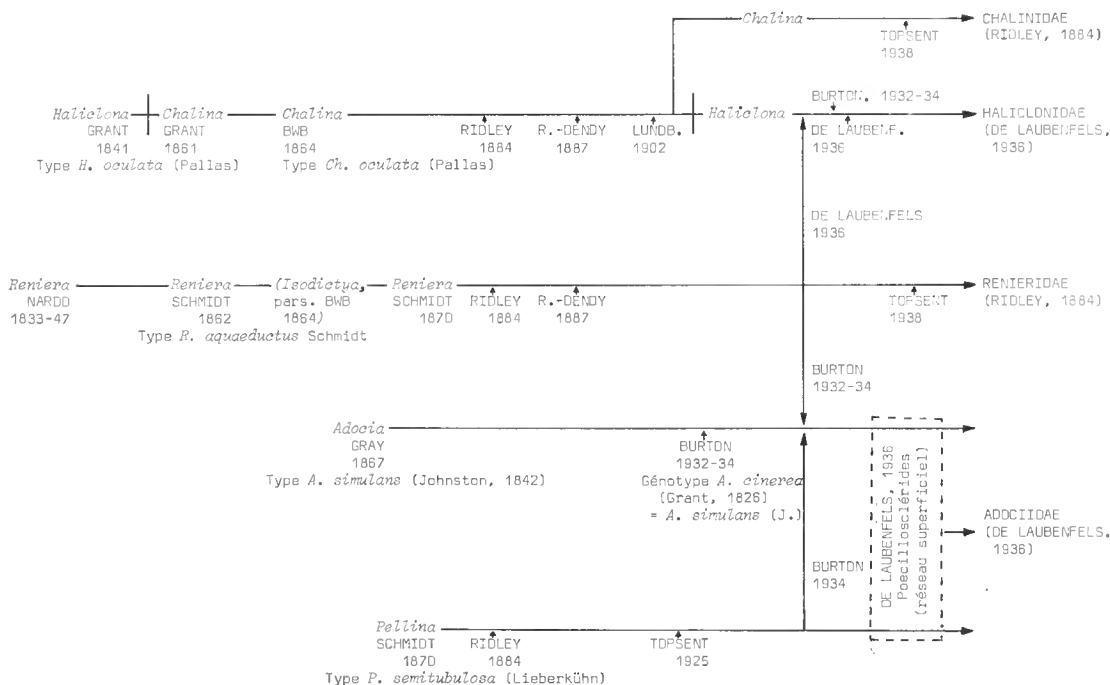 Chalina
CHALINIDAE
(RIDLEY, 1884)
TOPSENT
1938
Haliclona
GRANT
1841
Type H. oculata (Pallas)
Chalina
GRANT
1861
Chalina
BWB
1864
Type Ch. oculata (Pallas)
RIDLEY
1884
R.-DENDY
1887
LUNDB.
1902
Haliclona
BURTON. 1932-34
DE LAUBENF.
1936
HALICLONIDAE
(DE LAUBENFELS,
1936)
DE LAUBENFELS
1936
Reniera
NARDO
1833-47
Reniera
SCHMIDT
1862
Type R. aquaeductus Schmidt
(Isodictya,
pars. BWB
1864)
Reniera
SCHMIDT
1870
RIDLEY
1884
R.-DENDY
1887
TOPSENT
1938
RENIERIDAE
(RIDLEY, 1884)
BURTON
1932-34
Adocia
GRAY
1867
Type A. simulans (Johnston, 1842)
BURTON
1932-34
Génotype A. cinerea
(Grant, 1826)
= A. simulans (J.)
DE LAUBENFELS, 1936
Poecillosclérides
(réseau superficiel)
ADOCIIDAE
(DE LAUBENFELS.
1936)
BURTON
1934
Pellina
SCHMIDT
1870
Type P. semitubulosa (Lieberkühn)
RIDLEY
1884
TOPSENT
1925